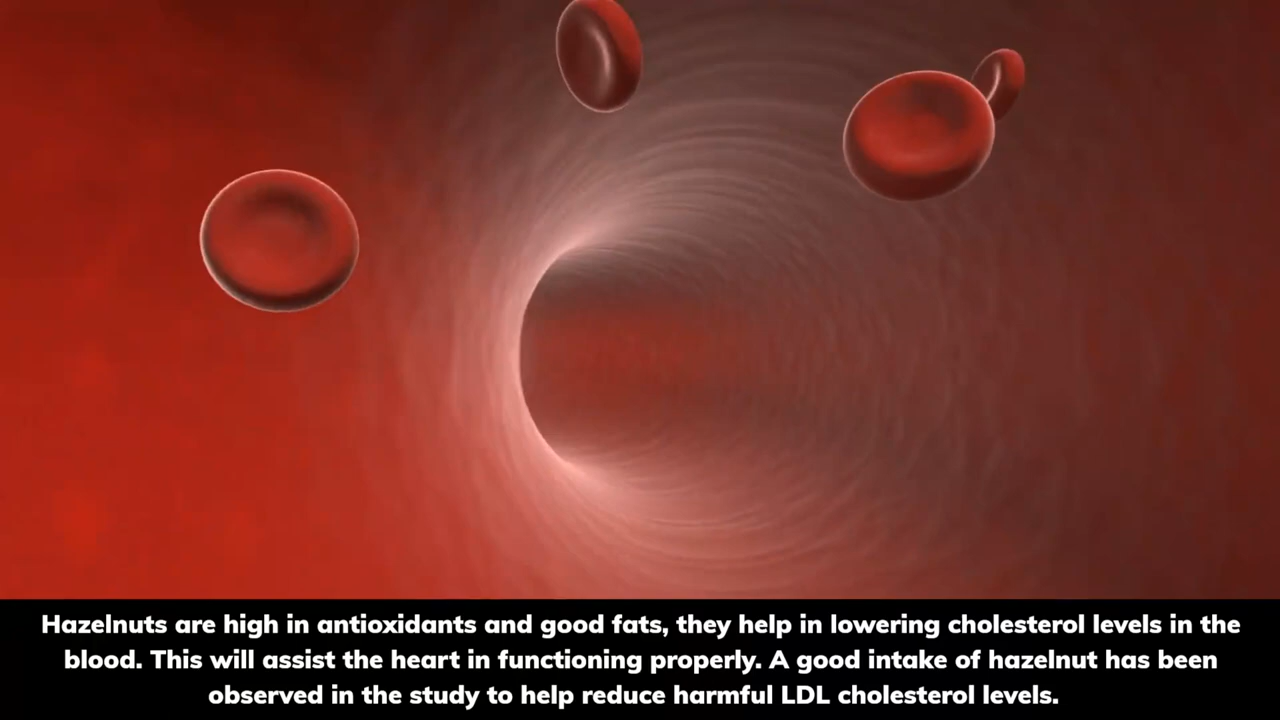 Hazelnuts are high in antioxidants and good fats, they help in lowering cholesterol levels in the
blood. This will assist the heart in functioning properly. A good intake of hazelnut has been
observed in the study to help reduce harmful LDL cholesterol levels.